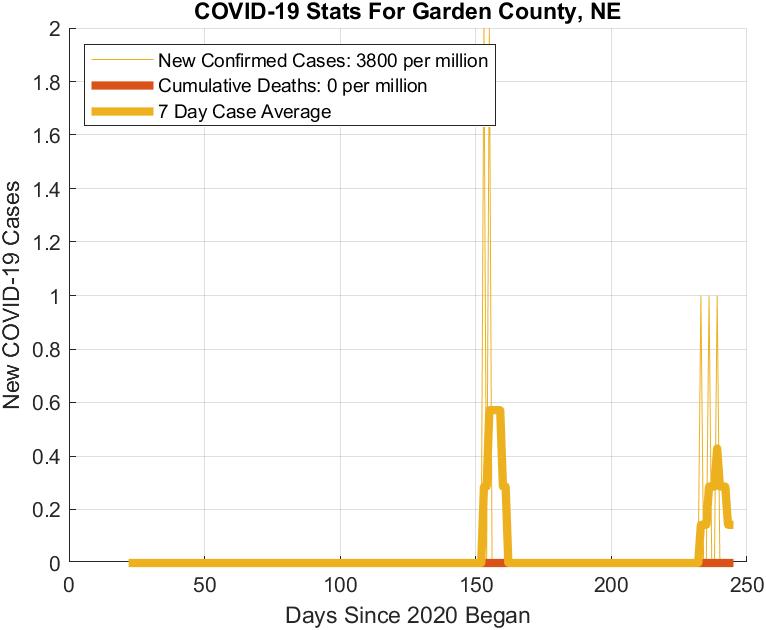 COVID-19 Stats For Garden County, NE
2
1.8
1.6
1.4
1.2
1
0.8
0.6
0.4
0.2
0
New COVID-19 Cases
New Confirmed Cases: 3800 per million
Cumulative Deaths: 0 per million
7 Day Case Average
0 50 100 150 200 250
Days Since 2020 Began